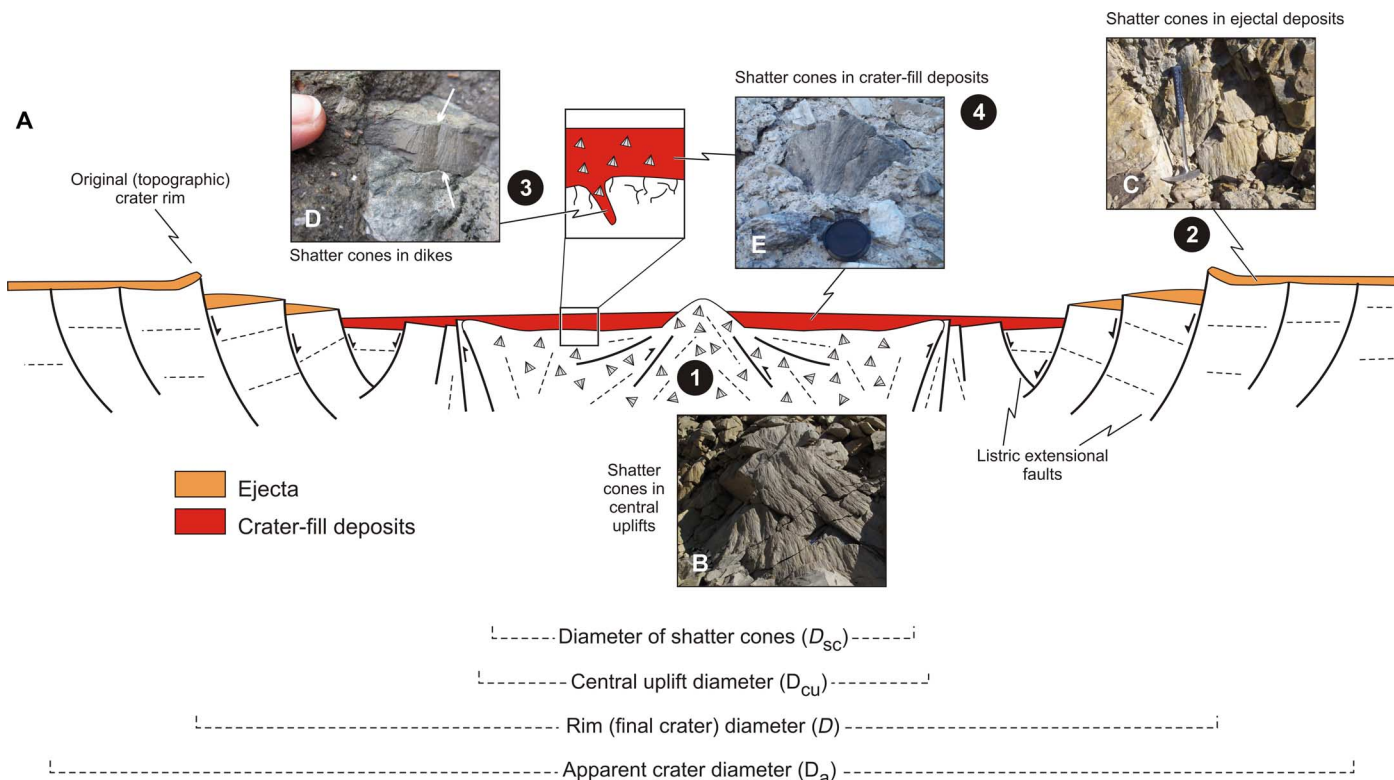 Shatter cones in ejectal deposits
Shatter cones in crater-fill deposits
A
4
Original (topographic)
crater rim
3
D
C
E
2
Shatter cones in dikes
1
Shatter
cones in
central
uplifts
B
Listric extensional
faults
Ejecta
Crater-fill deposits
Diameter of shatter cones (Dsc)
Central uplift diameter (Dcu)
Rim (final crater) diameter (D)
Apparent crater diameter (Da)